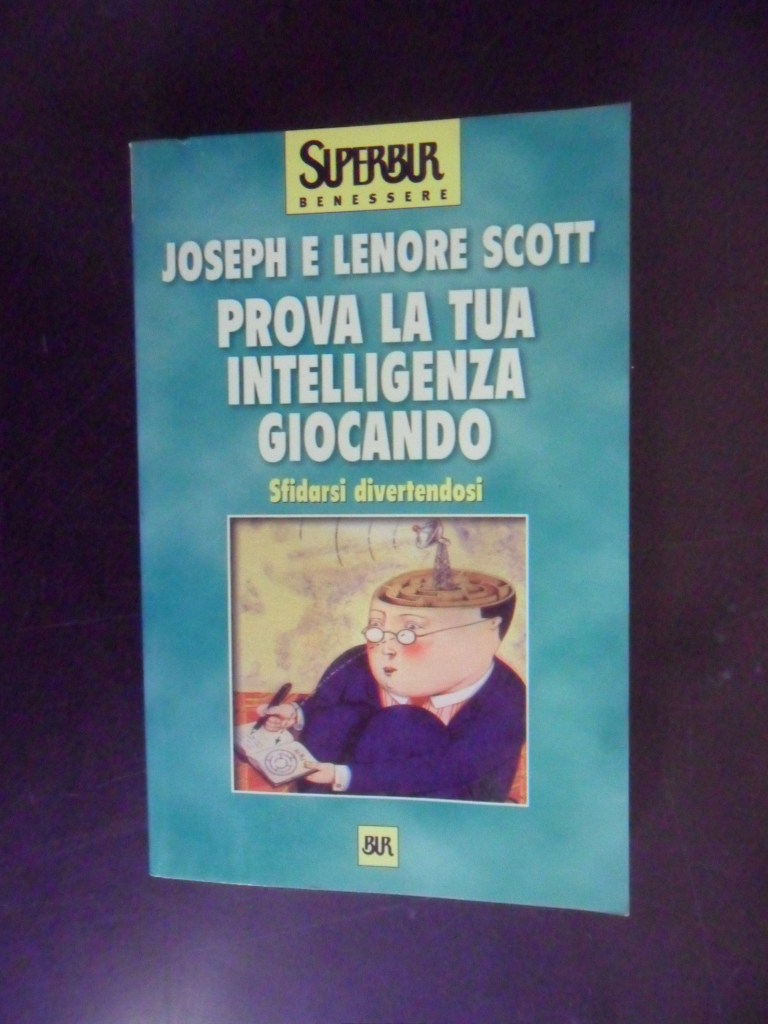 SUPERBUR
BENESSERE
JOSEPH E LENORE SCOTT
PROVA LA TUA
INTELLIGENZA
GIOCANDO
Sfidarsi divertendosi
BUR